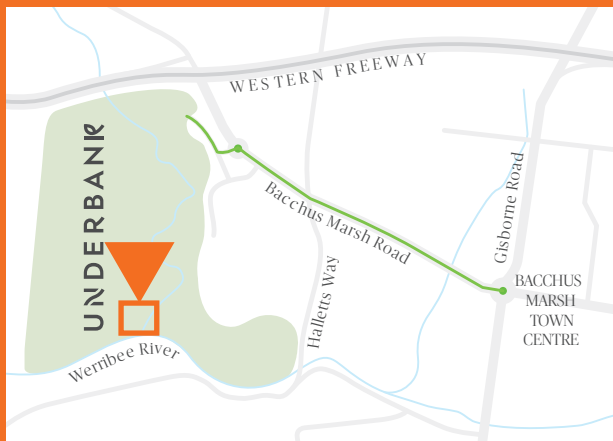 WESTERN FREEWAY
UNDERBANK
Bacchus Marsh Road
Gisborne Road
Halletts Way
BACCHUS
MARSH
TOWN
CENTRE
Werribee River